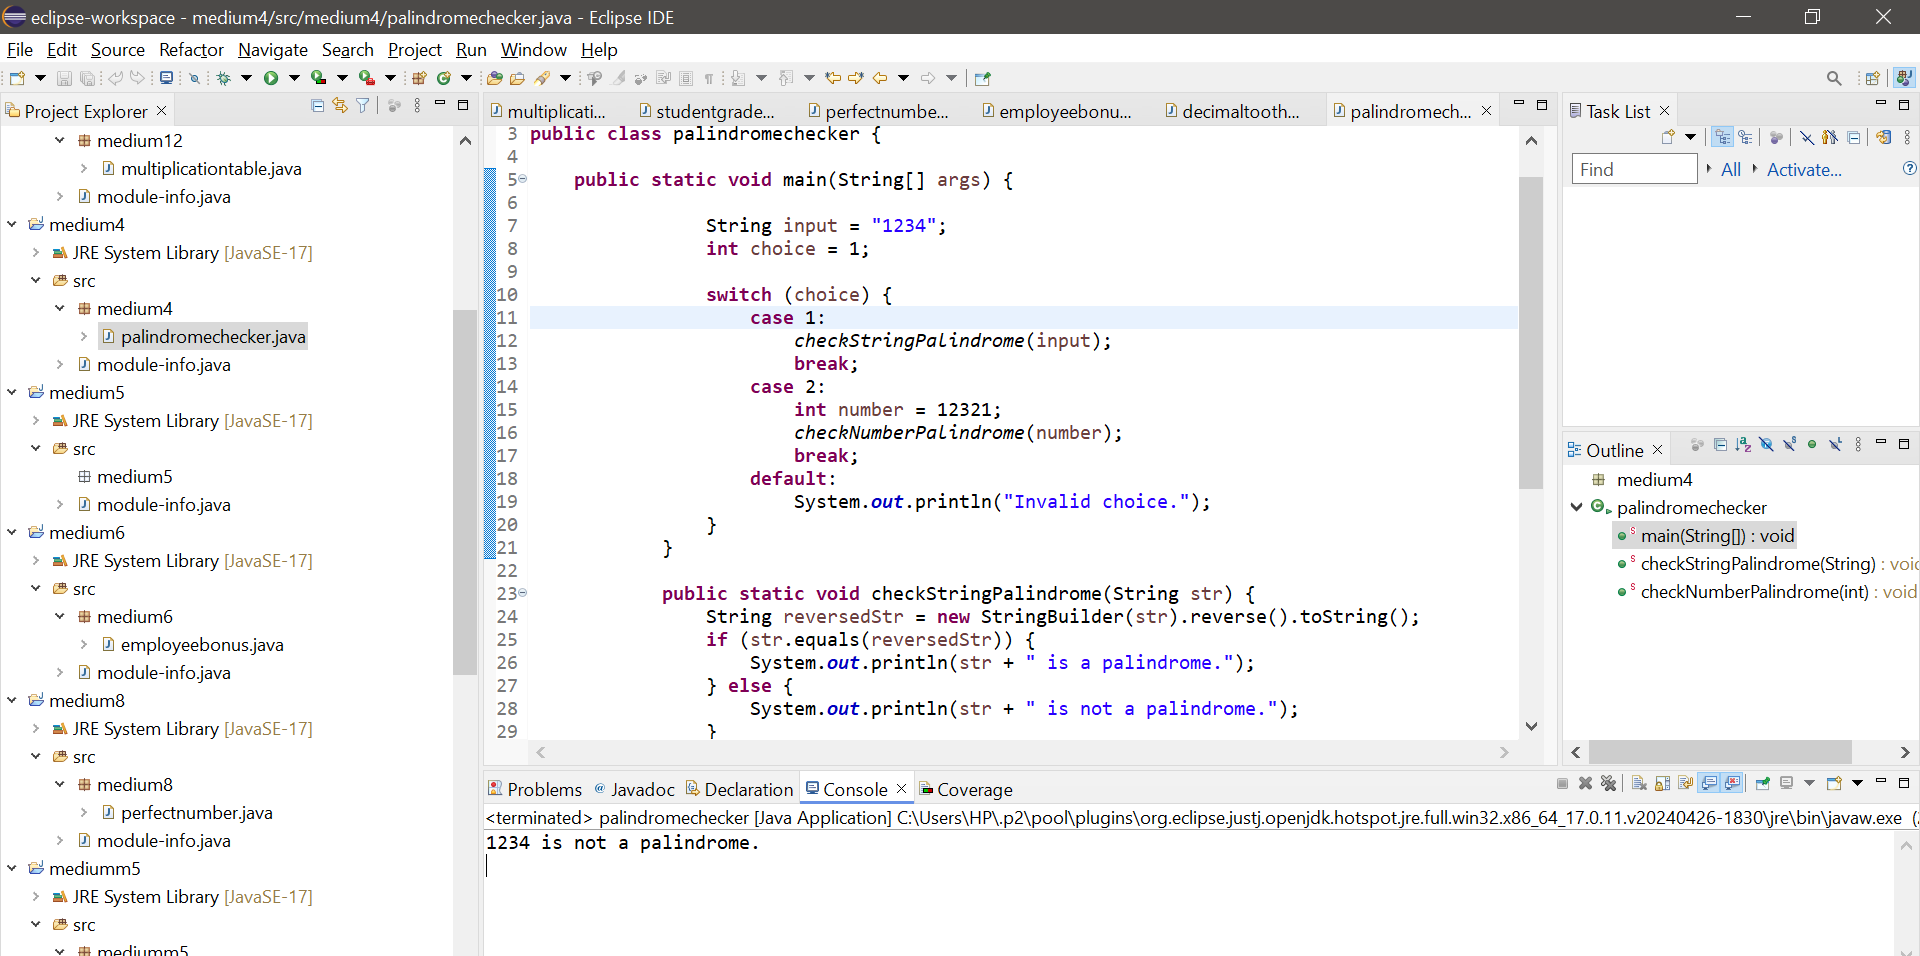 eclipse-workspace - medium4/src/medium4/palindromechecker.java - Eclipse IDE
File Edit Source Refactor Navigate Search Project Run Window Help
Project Explorer
medium12
multiplicationtable.java
module-info.java
medium4
JRE System Library [JavaSE-17]
src
medium4
palindromechecker.java
module-info.java
medium5
JRE System Library [JavaSE-17]
src
medium5
module-info.java
medium6
JRE System Library [JavaSE-17]
src
medium6
employeebonus.java
module-info.java
medium8
JRE System Library [JavaSE-17]
src
medium8
perfectnumber.java
module-info.java
mediumm5
JRE System Library [JavaSE-17]
src
mediumm5
multiplicati... studentgrade... perfectnumbe... employeebonu... decimaltooth... palindromech...
3 public class palindromechecker {
4
5 public static void main(String[] args) {
6
7 String input = "1234";
8 int choice = 1;
9
10 switch (choice) {
11 case 1:
12 checkStringPalindrome(input);
13 break;
14 case 2:
15 int number = 12321;
16 checkNumberPalindrome(number);
17 break;
18 default:
19 System.out.println("Invalid choice.");
20 }
21 }
22
23 public static void checkStringPalindrome(String str) {
24 String reversedStr = new StringBuilder(str).reverse().toString();
25 if (str.equals(reversedStr)) {
26 System.out.println(str + " is a palindrome.");
27 } else {
28 System.out.println(str + " is not a palindrome.");
29 }
Problems Javadoc Declaration Console Coverage
<terminated> palindromechecker [Java Application] C:\Users\HP\.p2\pool\plugins\org.eclipse.justj.openjdk.hotspot.jre.full.win32.x86_64_17.0.11.v20240426-1830\jre\bin\javaw.exe (
1234 is not a palindrome.
Task List
Find All Activate...
Outline
medium4
palindromechecker
main(String[]) : void
checkStringPalindrome(String) : void
checkNumberPalindrome(int) : void